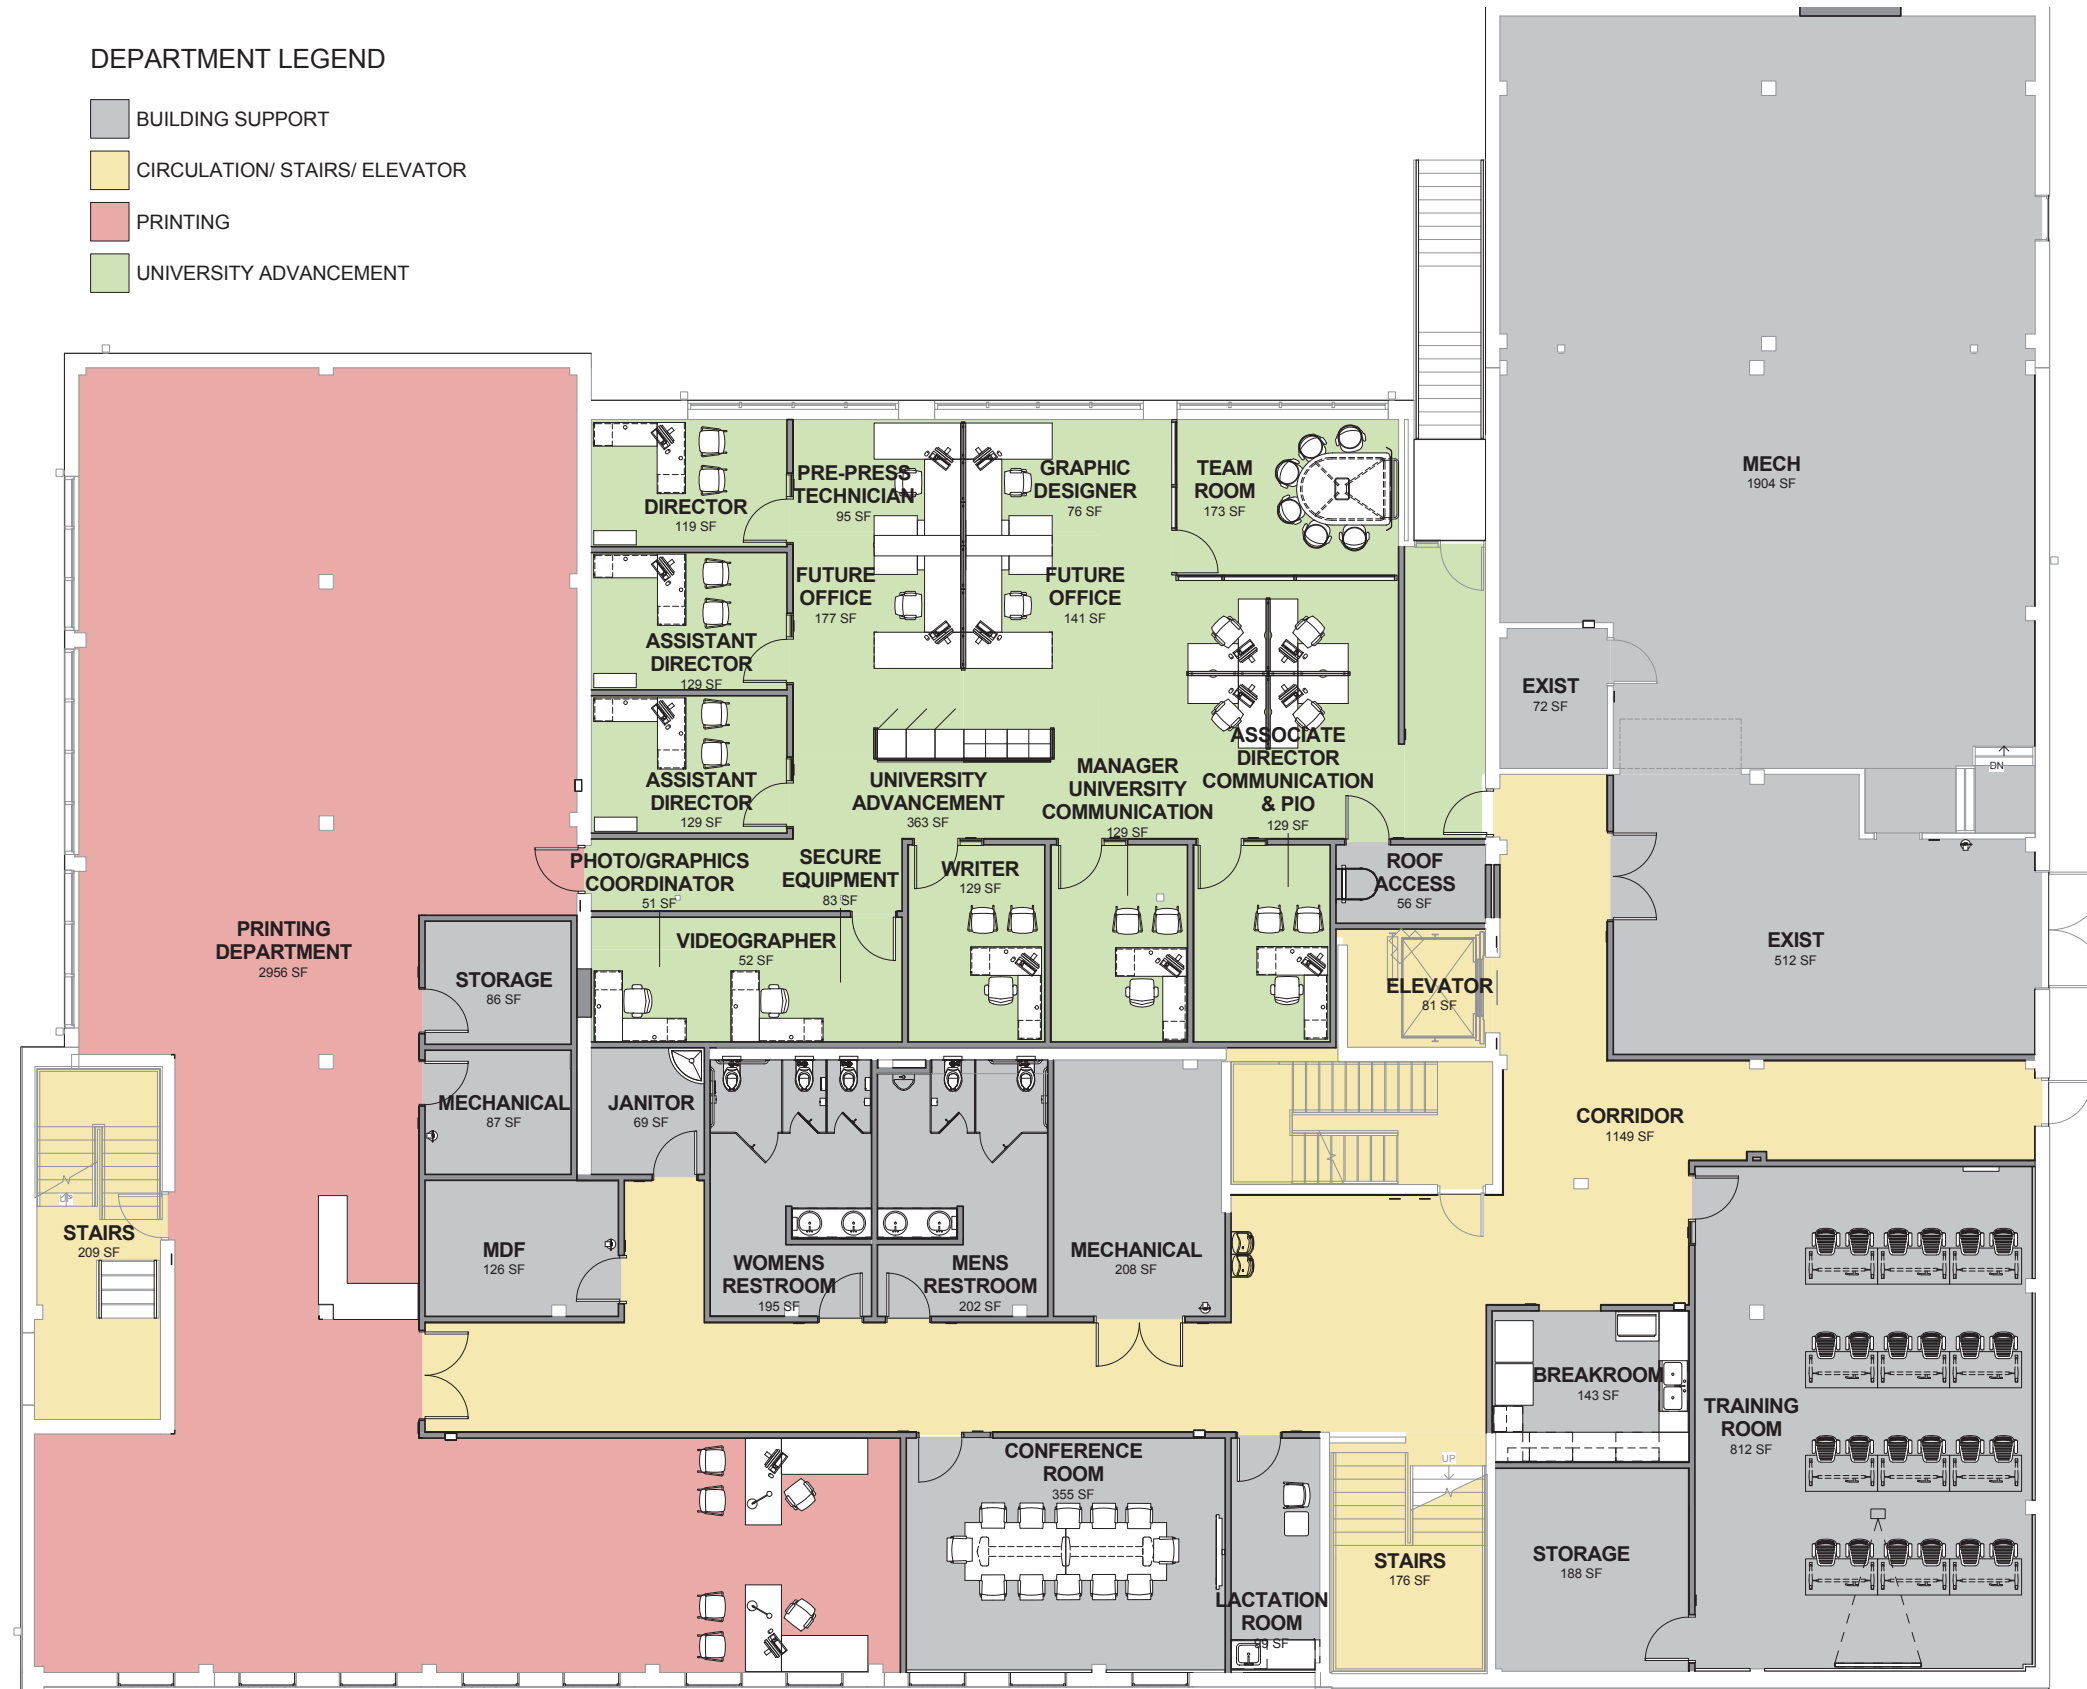 DEPARTMENT LEGEND
BUILDING SUPPORT
CIRCULATION/ STAIRS/ ELEVATOR
PRINTING
UNIVERSITY ADVANCEMENT
DIRECTOR
119 SF
PRE-PRESS
TECHNICIAN
95 SF
GRAPHIC
DESIGNER
76 SF
TEAM
ROOM
173 SF
MECH
1904 SF
ASSISTANT
DIRECTOR
129 SF
FUTURE
OFFICE
177 SF
FUTURE
OFFICE
141 SF
EXIST
72 SF
ASSISTANT
DIRECTOR
129 SF
UNIVERSITY
ADVANCEMENT
363 SF
MANAGER
UNIVERSITY
COMMUNICATION
129 SF
ASSOCIATE
DIRECTOR
COMMUNICATION
& PIO
129 SF
DN
PHOTO/GRAPHICS
COORDINATOR
51 SF
SECURE
EQUIPMENT
83 SF
WRITER
129 SF
ROOF
ACCESS
56 SF
PRINTING
DEPARTMENT
2956 SF
VIDEOGRAPHER
52 SF
EXIST
512 SF
STORAGE
86 SF
ELEVATOR
81 SF
MECHANICAL
87 SF
JANITOR
69 SF
CORRIDOR
1149 SF
UP
STAIRS
209 SF
MDF
126 SF
WOMENS
RESTROOM
195 SF
MENS
RESTROOM
202 SF
MECHANICAL
208 SF
BREAKROOM
143 SF
TRAINING
ROOM
812 SF
CONFERENCE
ROOM
355 SF
UP
STAIRS
176 SF
STORAGE
188 SF
LACTATION
ROOM
99 SF